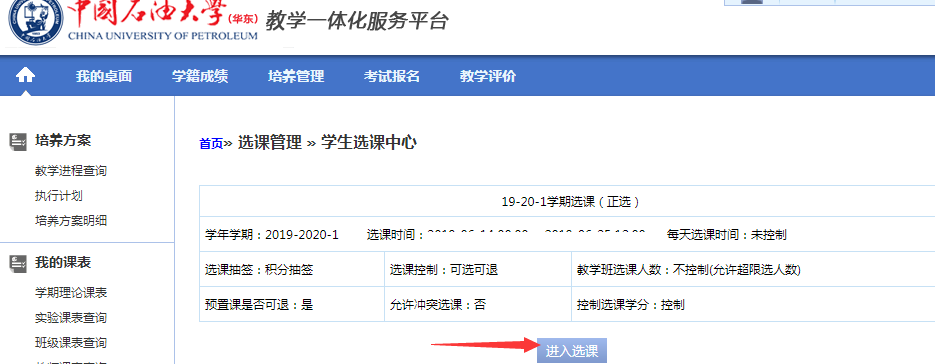 中国石油大学(华东) 教学一体化服务平台
CHINA UNIVERSITY OF PETROLEUM
我的桌面 学籍成绩 培养管理 考试报名 教学评价
培养方案
教学进程查询
执行计划
培养方案明细
我的课表
学期理论课表
实验课表查询
班级课表查询
首页» 选课管理 » 学生选课中心
19-20-1学期选课（正选）
学年学期：2019-2020-1 选课时间： 每天选课时间：未控制
选课抽签：积分抽签 选课控制：可选可退 教学班选课人数：不控制(允许超限选人数)
预置课是否可退：是 允许冲突选课：否 控制选课学分：控制
进入选课